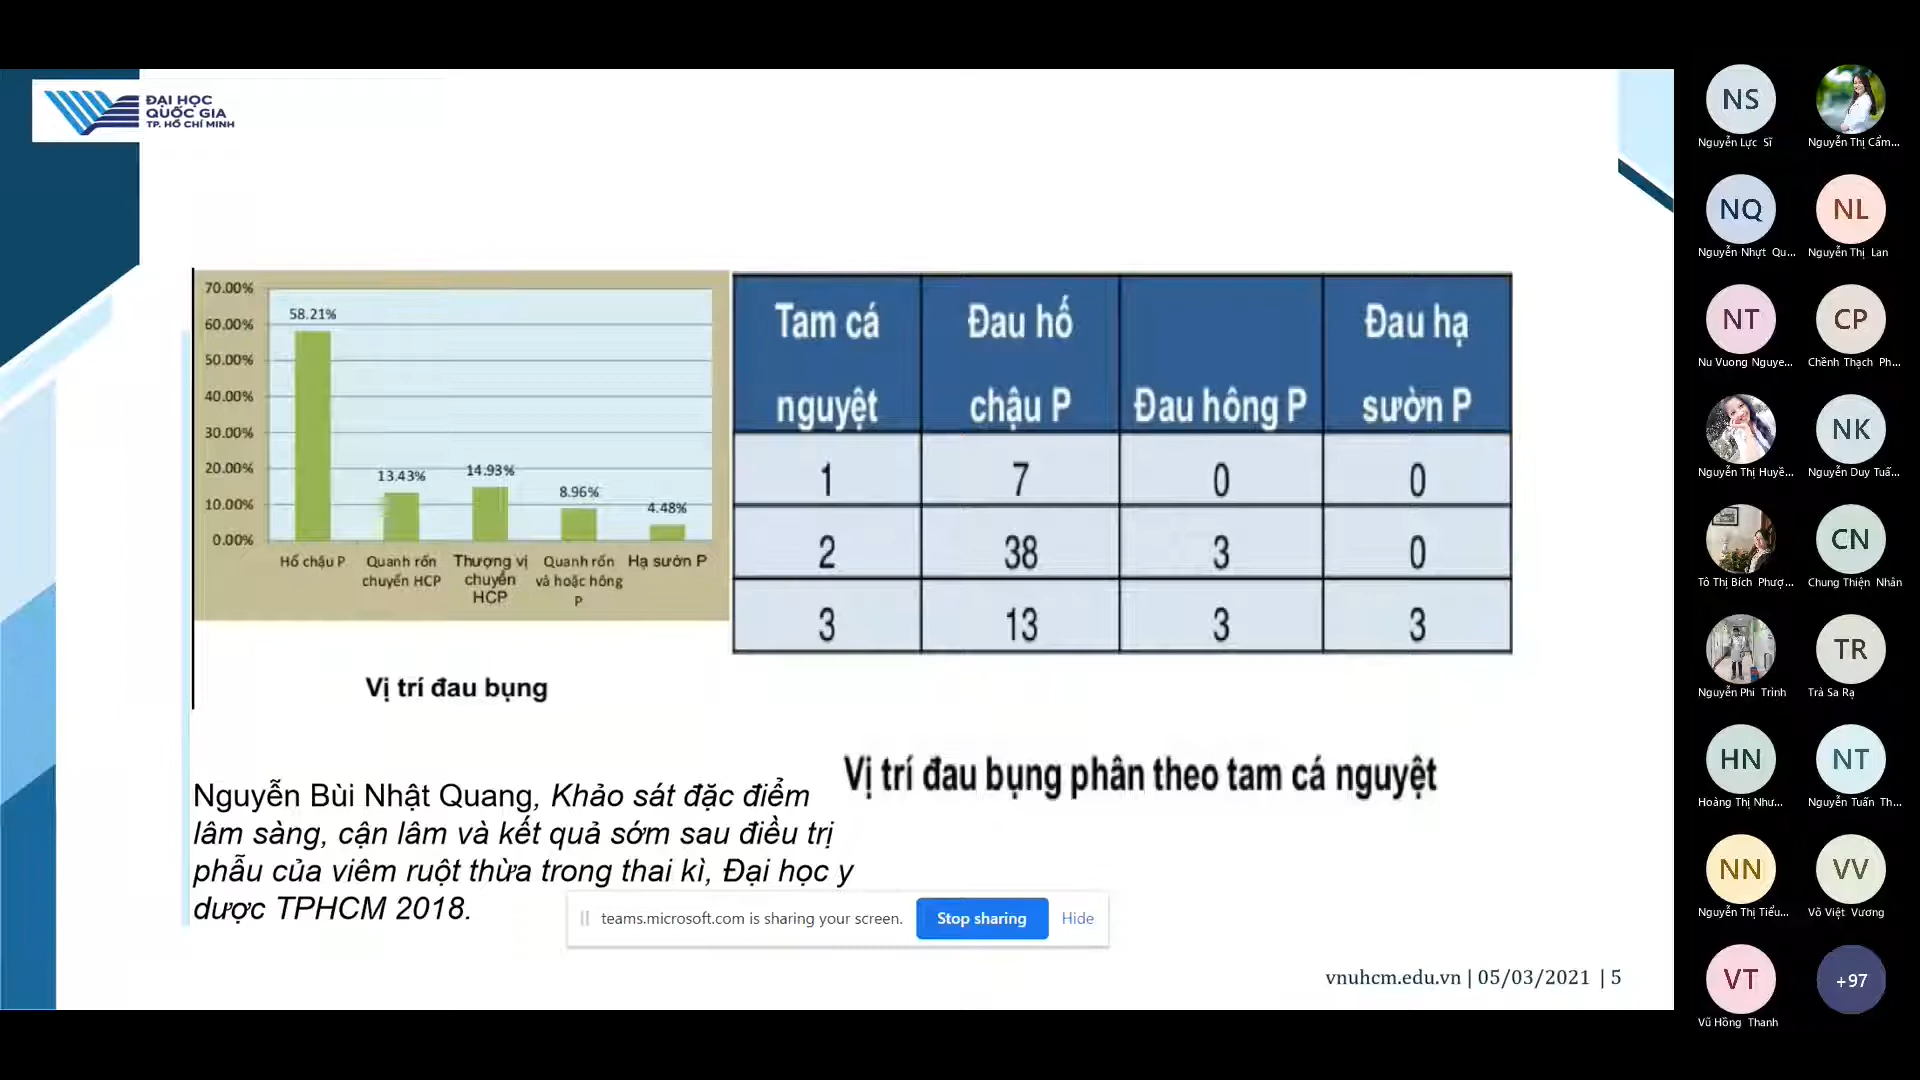 ĐẠI HỌC
QUỐC GIA
TP. HỒ CHÍ MINH
70.00%
60.00%
50.00%
40.00%
30.00%
20.00%
10.00%
0.00%
58.21%
13.43%
14.93%
8.96%
4.48%
Hố chậu P
Quanh rốn
chuyển HCP
Thượng vị
chuyển
HCP
Quanh rốn
và hoặc hông
P
Hạ sườn P
Vị trí đau bụng
Tam cá
nguyệt
Đau hố
chậu P
Đau hông P
Đau hạ
sườn P
1 7 0 0
2 38 3 0
3 13 3 3
Vị trí đau bụng phân theo tam cá nguyệt
Nguyễn Bùi Nhật Quang, Khảo sát đặc điểm
lâm sàng, cận lâm và kết quả sớm sau điều trị
phẫu của viêm ruột thừa trong thai kì, Đại học y
dược TPHCM 2018.
teams.microsoft.com is sharing your screen.
Stop sharing
Hide
vnuhcm.edu.vn | 05/03/2021 | 5
NS
Nguyễn Lực Sĩ
Nguyễn Thị Cẩm...
NQ
Nguyễn Nhựt Qu...
NL
Nguyễn Thị Lan
NT
Nu Vuong Nguye...
CP
Chềnh Thạch Ph...
Nguyễn Thị Huyề...
NK
Nguyễn Duy Tuấ...
Tô Thị Bích Phượ...
CN
Chung Thiện Nhân
Nguyễn Phi Trinh
TR
Trà Sa Rạ
HN
Hoàng Thị Như...
NT
Nguyễn Tuấn Th...
NN
Nguyễn Thị Tiểu...
VV
Võ Việt Vương
VT
Vũ Hồng Thanh
+97